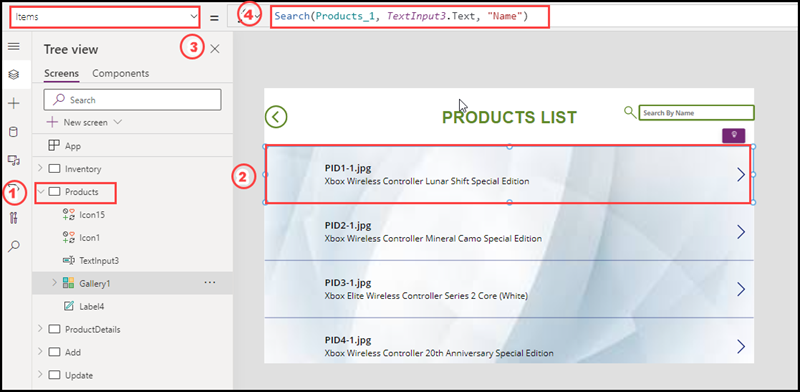 Items
=
4
Search(Products_1, TextInput3.Text, "Name")
3
Tree view
Screens Components
Search
+ New screen
App
Inventory
1
Products
Icon15
Icon1
TextInput3
Gallery1 ...
Label4
ProductDetails
Add
Update
PRODUCTS LIST
Search By Name
2
PID1-1.jpg
Xbox Wireless Controller Lunar Shift Special Edition
PID2-1.jpg
Xbox Wireless Controller Mineral Camo Special Edition
PID3-1.jpg
Xbox Elite Wireless Controller Series 2 Core (White)
PID4-1.jpg
Xbox Wireless Controller 20th Anniversary Special Edition